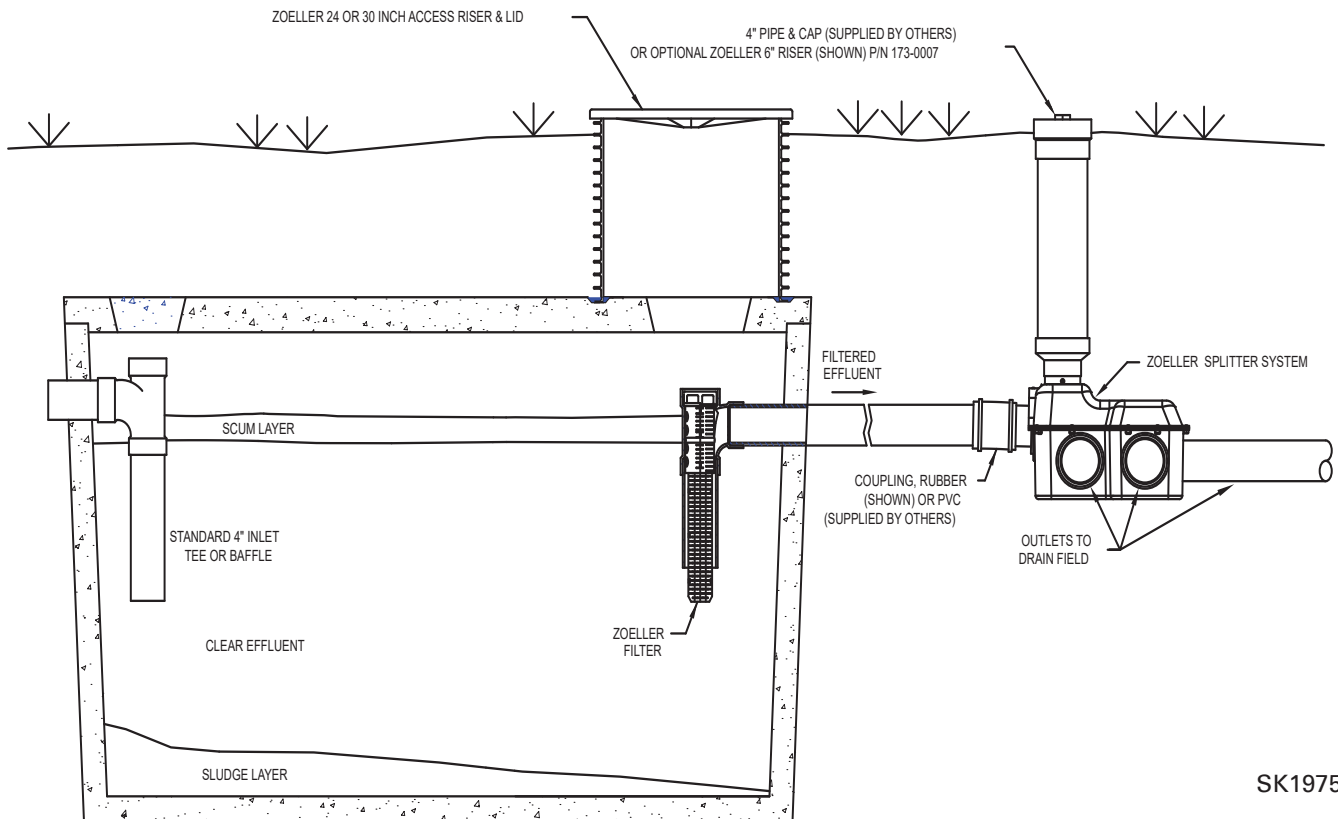 ZOELLER 24 OR 30 INCH ACCESS RISER & LID
4" PIPE & CAP (SUPPLIED BY OTHERS)
OR OPTIONAL ZOELLER 6" RISER (SHOWN) P/N 173-0007
FILTERED
EFFLUENT
ZOELLER SPLITTER SYSTEM
SCUM LAYER
COUPLING, RUBBER
(SHOWN) OR PVC
(SUPPLIED BY OTHERS)
STANDARD 4" INLET
TEE OR BAFFLE
OUTLETS TO
DRAIN FIELD
ZOELLER
FILTER
CLEAR EFFLUENT
SLUDGE LAYER
SK1975